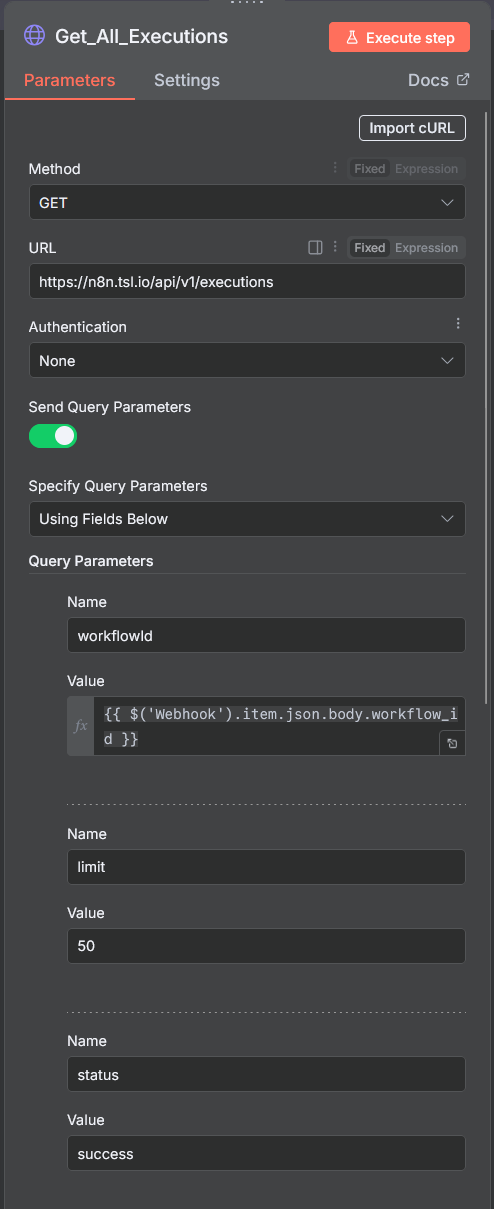 Get_All_Executions
Execute step
Parameters
Settings
Docs
Import cURL
Method
Fixed Expression
GET
URL
Fixed Expression
https://n8n.tsl.io/api/v1/executions
Authentication
None
Send Query Parameters
Specify Query Parameters
Using Fields Below
Query Parameters
Name
workflowId
Value
fx
{{ $('Webhook').item.json.body.workflow_i
d }}
Name
limit
Value
50
Name
status
Value
success